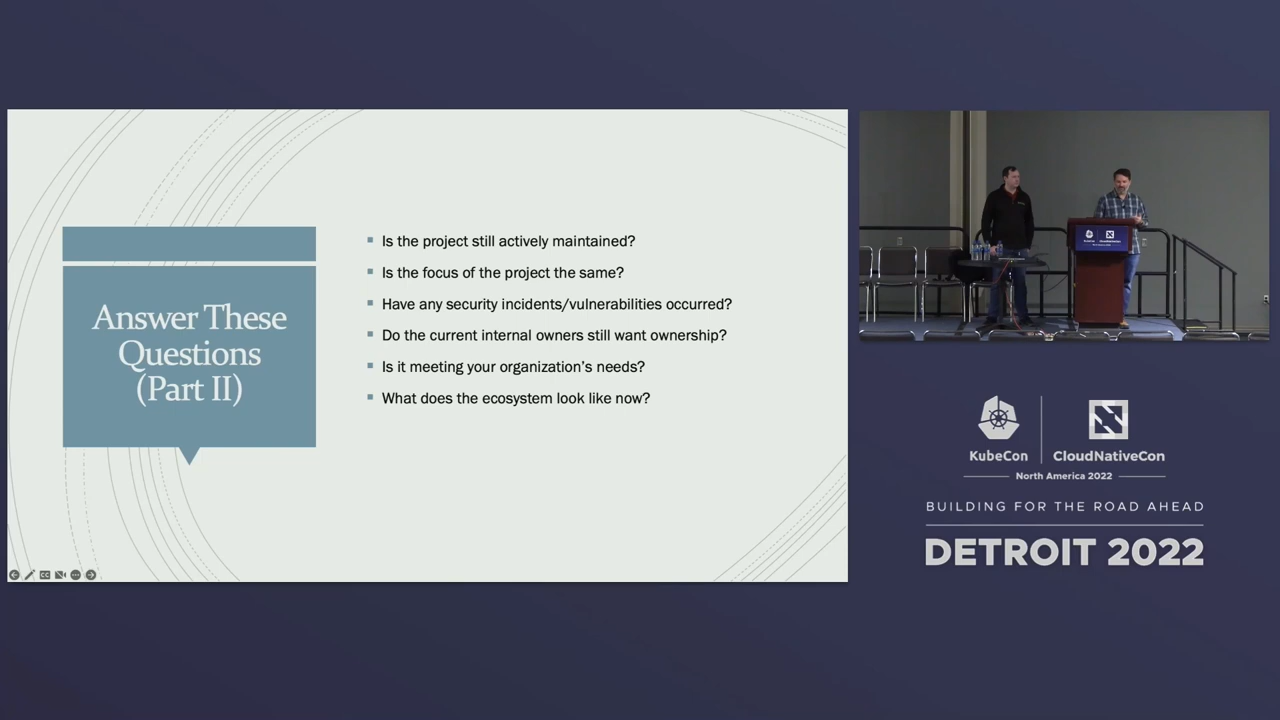 Answer These
Questions
(Part II)
Is the project still actively maintained?
Is the focus of the project the same?
Have any security incidents/vulnerabilities occurred?
Do the current internal owners still want ownership?
Is it meeting your organization's needs?
What does the ecosystem look like now?
KubeCon
CloudNativeCon
North America 2022
BUILDING FOR THE ROAD AHEAD
DETROIT 2022